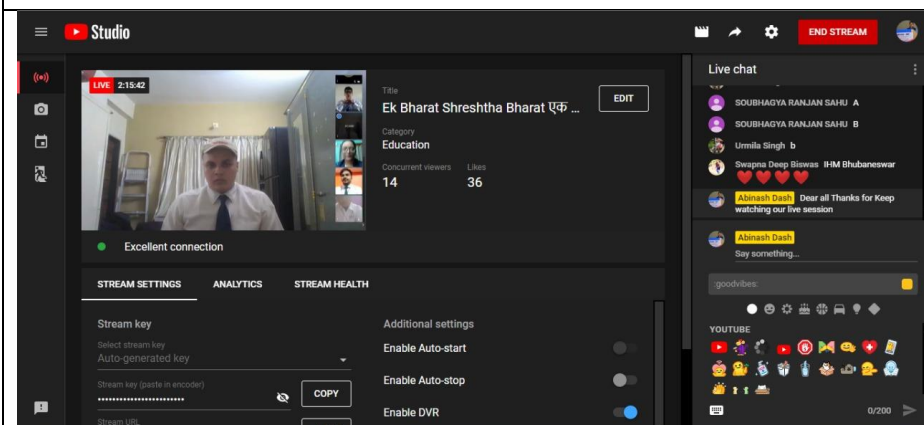 Studio
END STREAM
LIVE 2:15:42
Title
Ek Bharat Shreshtha Bharat एक ...
EDIT
Category
Education
Concurrent viewers Likes
14 36
Excellent connection
STREAM SETTINGS ANALYTICS STREAM HEALTH
Stream key
Select stream key
Auto-generated key
Stream key (paste in encoder)
COPY
Stream URL
Additional settings
Enable Auto-start
Enable Auto-stop
Enable DVR
Live chat
SOUBHAGYA RANJAN SAHU A
SOUBHAGYA RANJAN SAHU B
Urmila Singh b
Swapna Deep Biswas IHM Bhubaneswar
Abinash Dash Dear all Thanks for Keep
watching our live session
Abinash Dash
Say something...
:goodvibes:
YOUTUBE
0/200